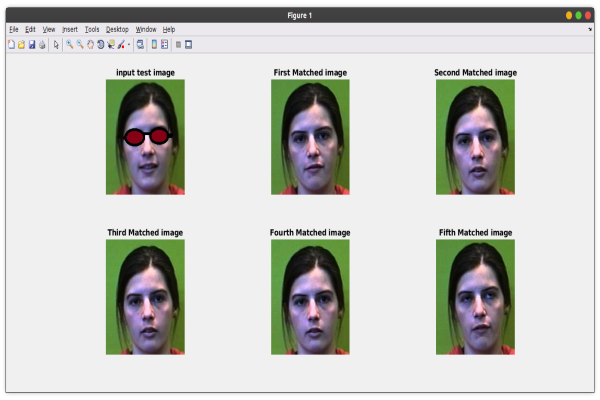 Figure 1
File Edit View Insert Tools Desktop Window Help
input test image First Matched image Second Matched image
Third Matched image Fourth Matched image Fifth Matched image